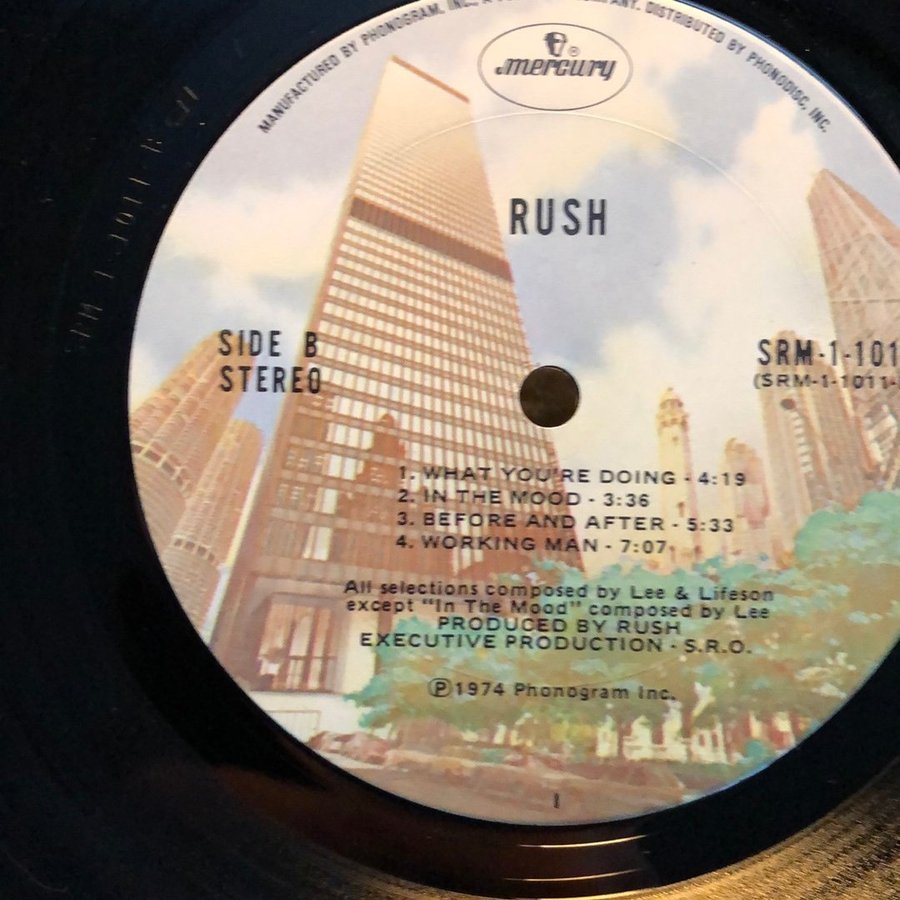 MANUFACTURED BY PHONOGRAM, INC., A COMPANY. DISTRIBUTED BY PHONODISC, INC.
mercury ®
RUSH
SIDE B
STEREO
SRM-1-101
(SRM-1-1011-
1. WHAT YOU'RE DOING - 4:19
2. IN THE MOOD - 3:36
3. BEFORE AND AFTER - 5:33
4. WORKING MAN - 7:07
All selections composed by Lee & Lifeson
except "In The Mood" composed by Lee
PRODUCED BY RUSH
EXECUTIVE PRODUCTION - S.R.O.
Ⓟ1974 Phonogram Inc.
1